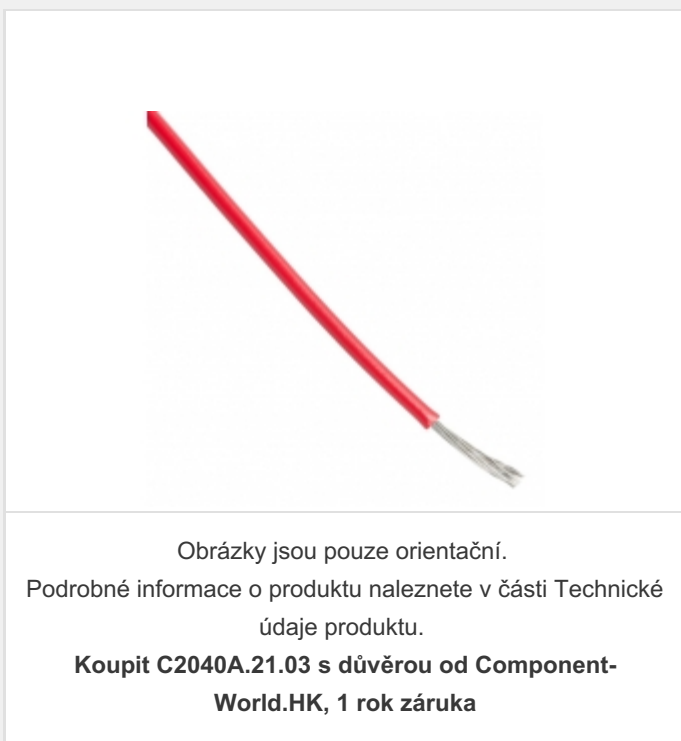 Obrázky jsou pouze orientační.
Podrobné informace o produktu naleznete v části Technické
údaje produktu.
Koupit C2040A.21.03 s důvěrou od Component-
World.HK, 1 rok záruka